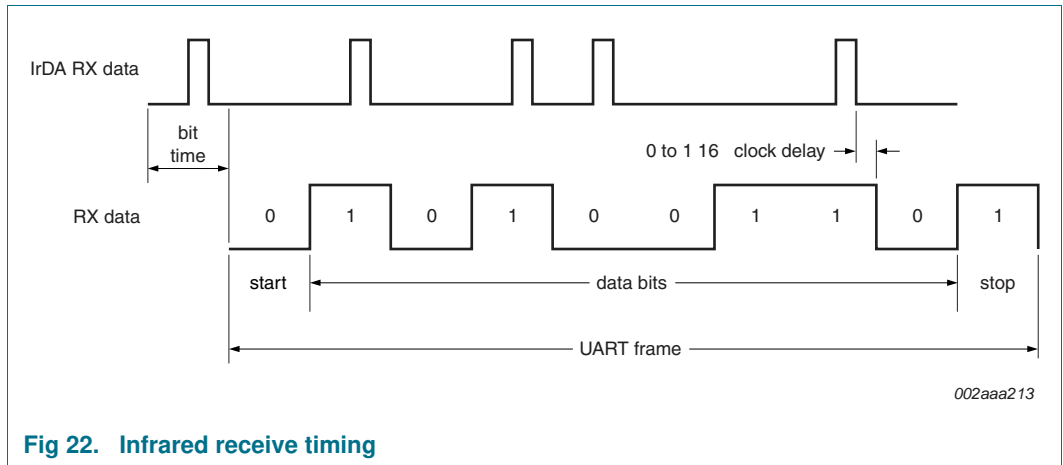 IrDA RX data
bit
time
0 to 1 16 clock delay
RX data
0 1 0 1 0 0 1 1 0 1
start
data bits
stop
UART frame
002aaa213
Fig 22. Infrared receive timing